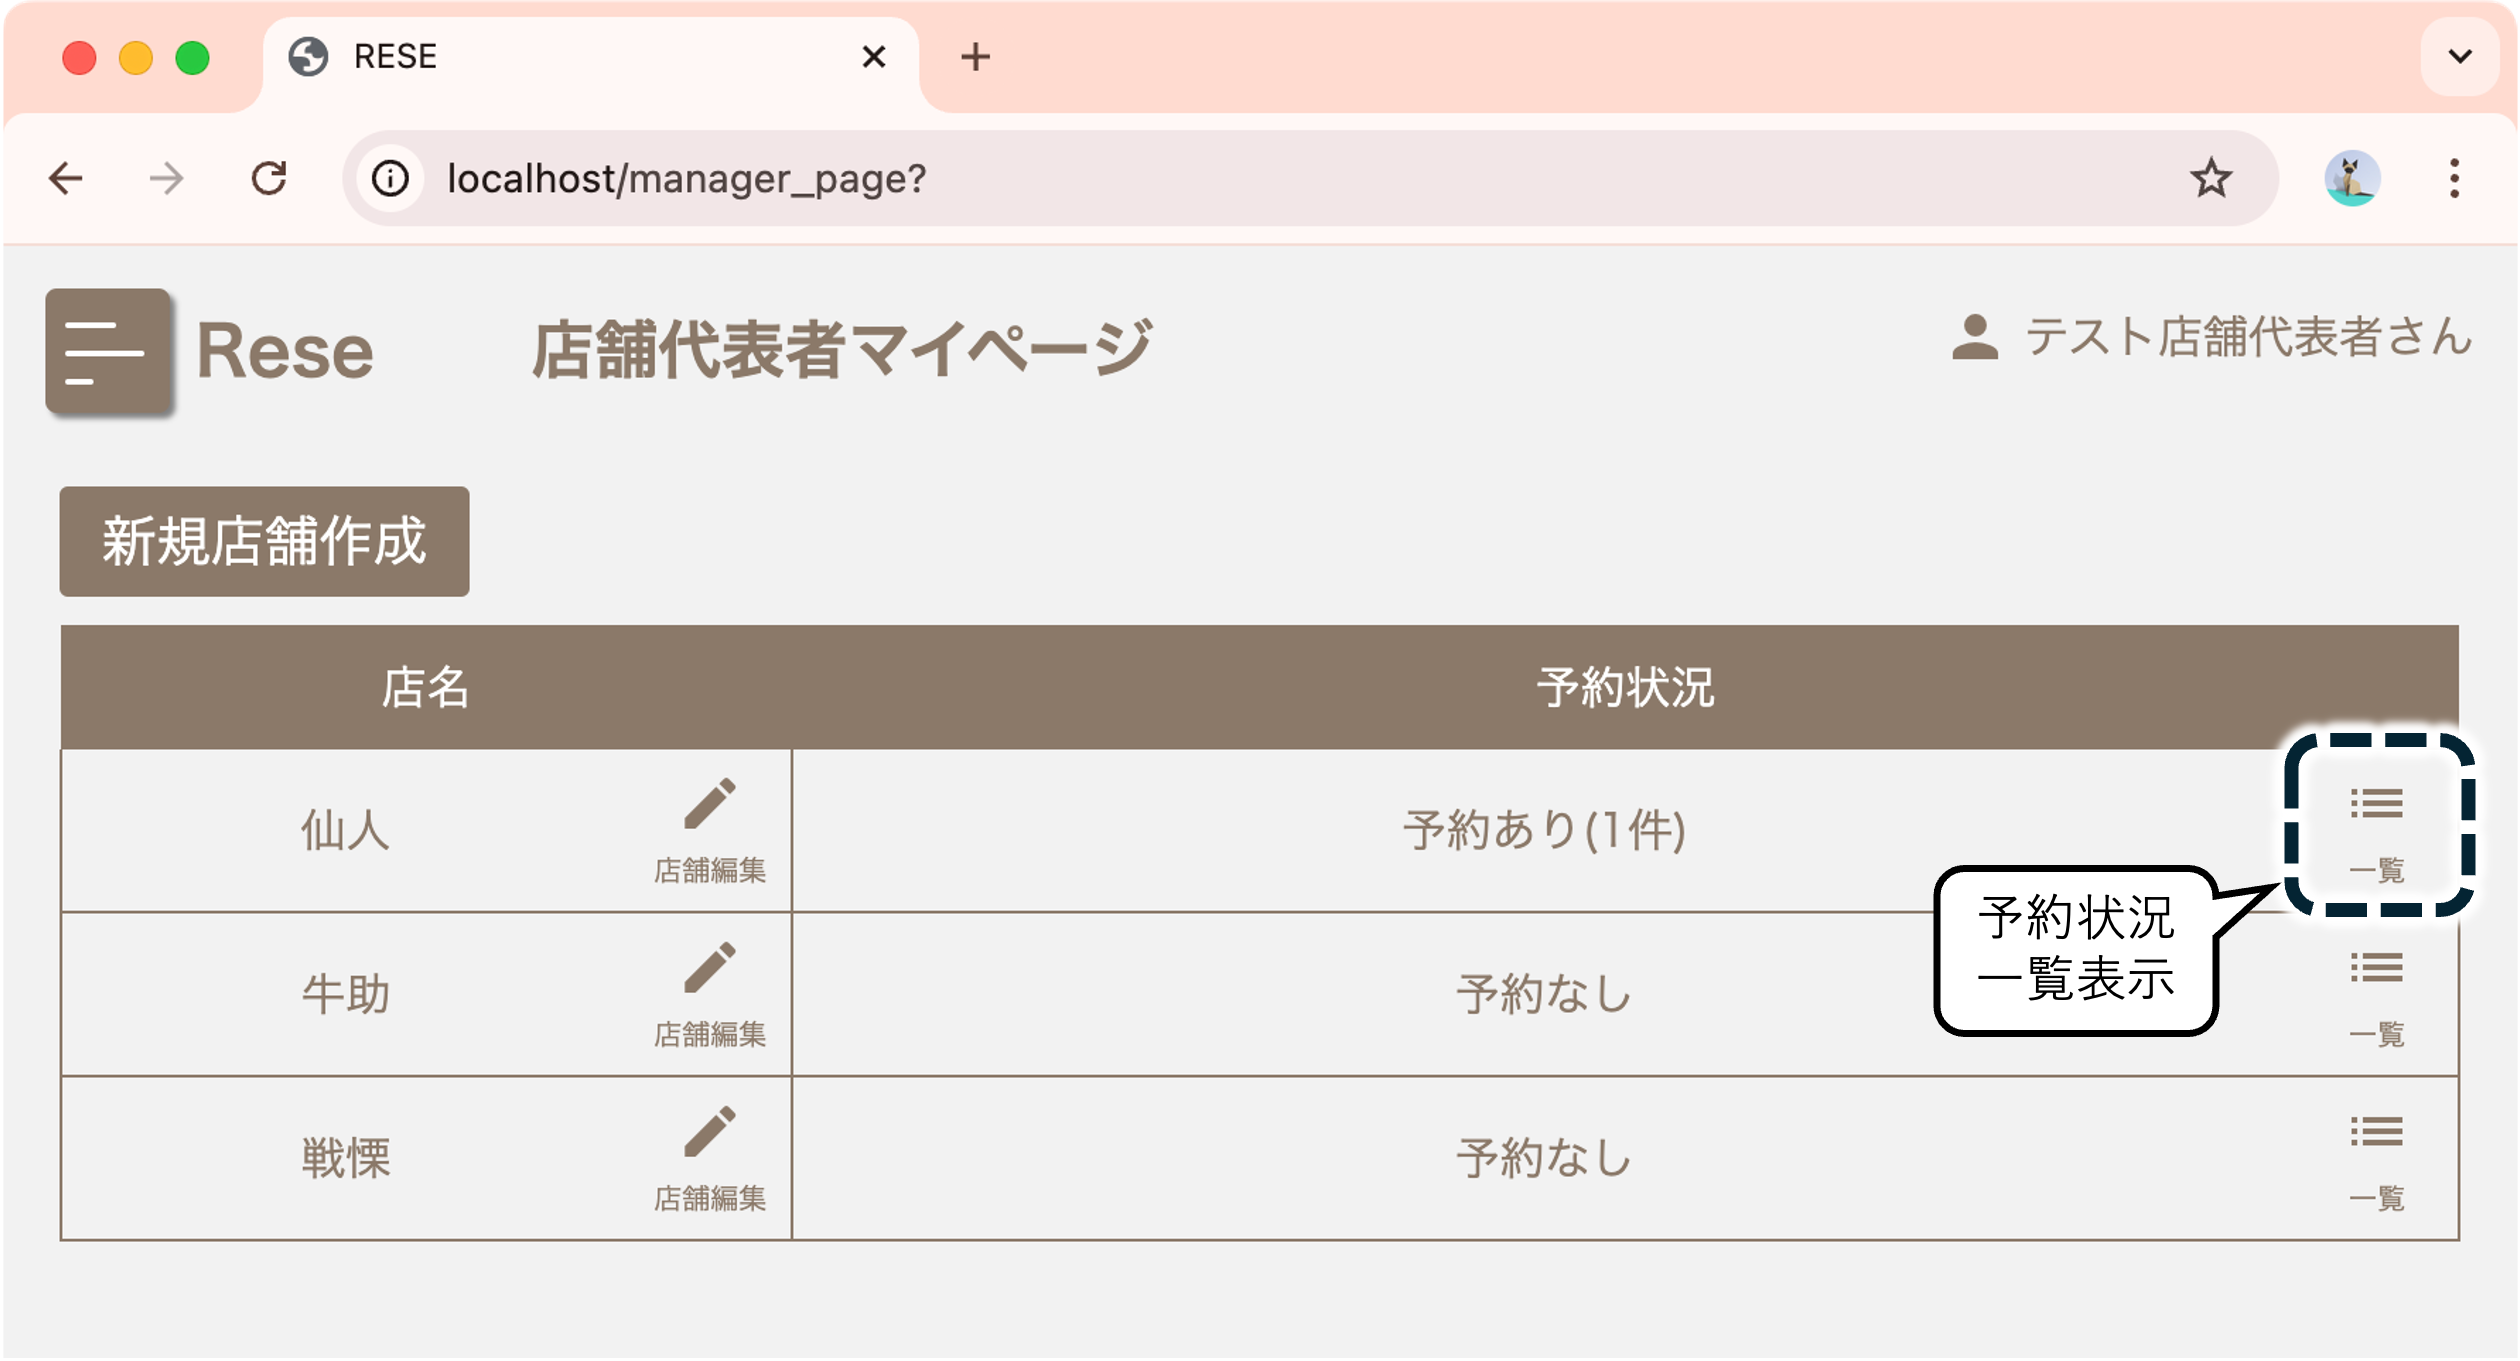 RESE
localhost/manager_page?
Rese
店舗代表者マイページ
テスト店舗代表者さん
新規店舗作成
店名 予約状況
仙人 店舗編集 予約あり(1件) 一覧
予約状況
一覧表示
牛助 店舗編集 予約なし 一覧
戦慄 店舗編集 予約なし 一覧